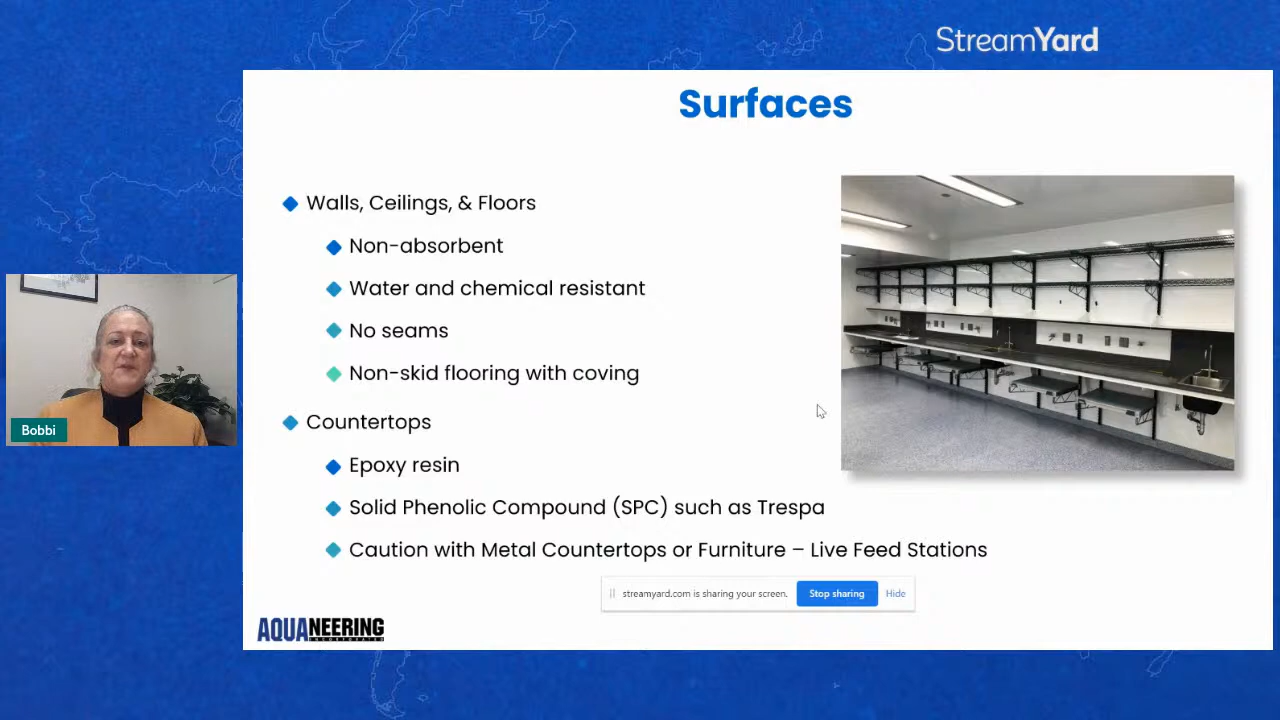 StreamYard
Surfaces
Walls, Ceilings, & Floors
Non-absorbent
Water and chemical resistant
No seams
Non-skid flooring with coving
Countertops
Epoxy resin
Solid Phenolic Compound (SPC) such as Trespa
Caution with Metal Countertops or Furniture – Live Feed Stations
Bobbi
streamyard.com is sharing your screen. Stop sharing Hide
AQUANEERING
INCORPORATED